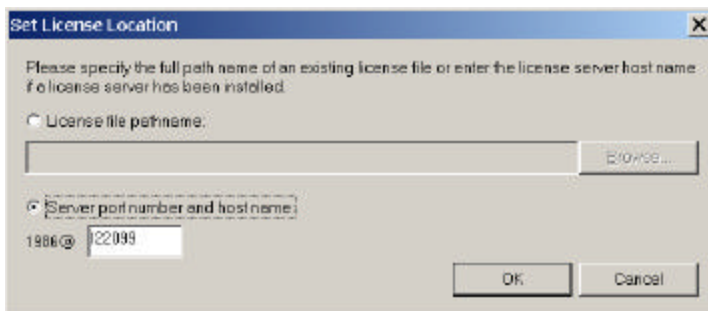 Set License Location
Please specify the full path name of an existing license file or enter the license server host name
if a license server has been installed.
License file pathname:
Browse...
Server port number and host name:
1986@
OK
Cancel